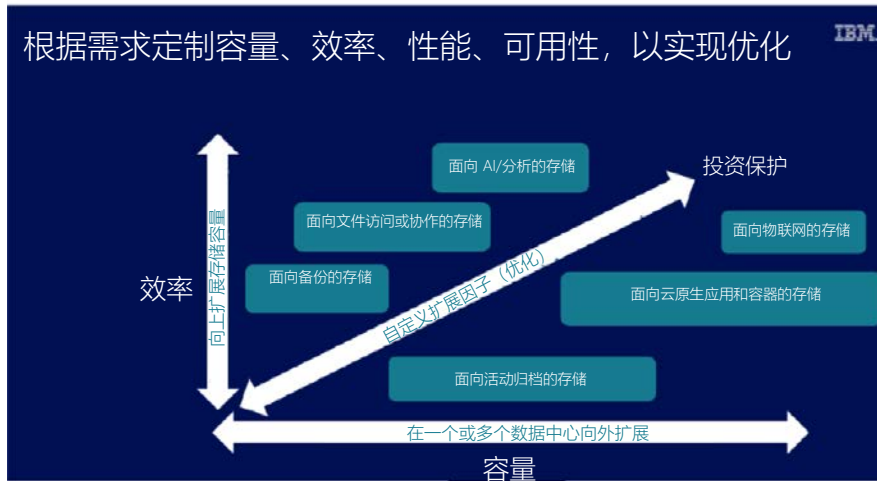 根据需求定制容量、效率、性能、可用性，以实现优化
IBM
面向 AI/分析的存储
投资保护
面向文件访问或协作的存储
面向物联网的存储
面向备份的存储
效率
向上扩展存储容量
自定义扩展因子（优化）
面向云原生应用和容器的存储
面向活动归档的存储
在一个或多个数据中心向外扩展
容量